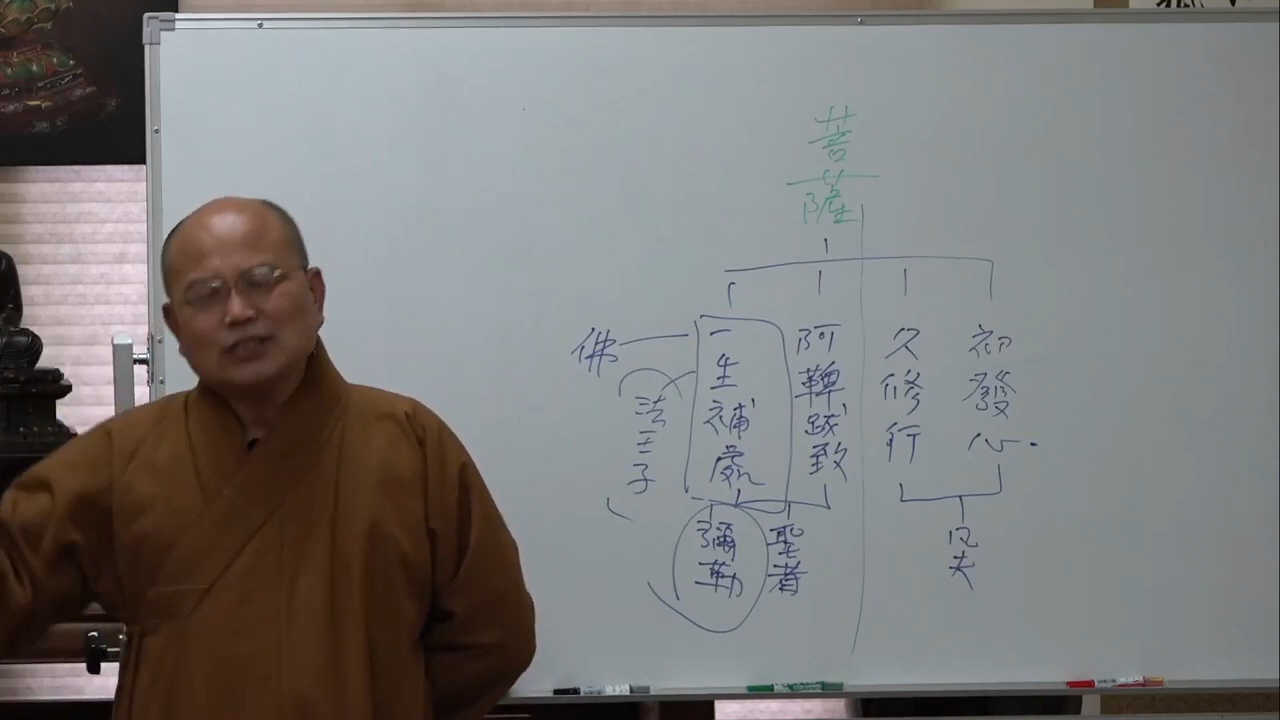 菩薩
初發心
久修行
阿鞞跋致
一生補處
佛
法王子
凡夫
聖者
彌勒